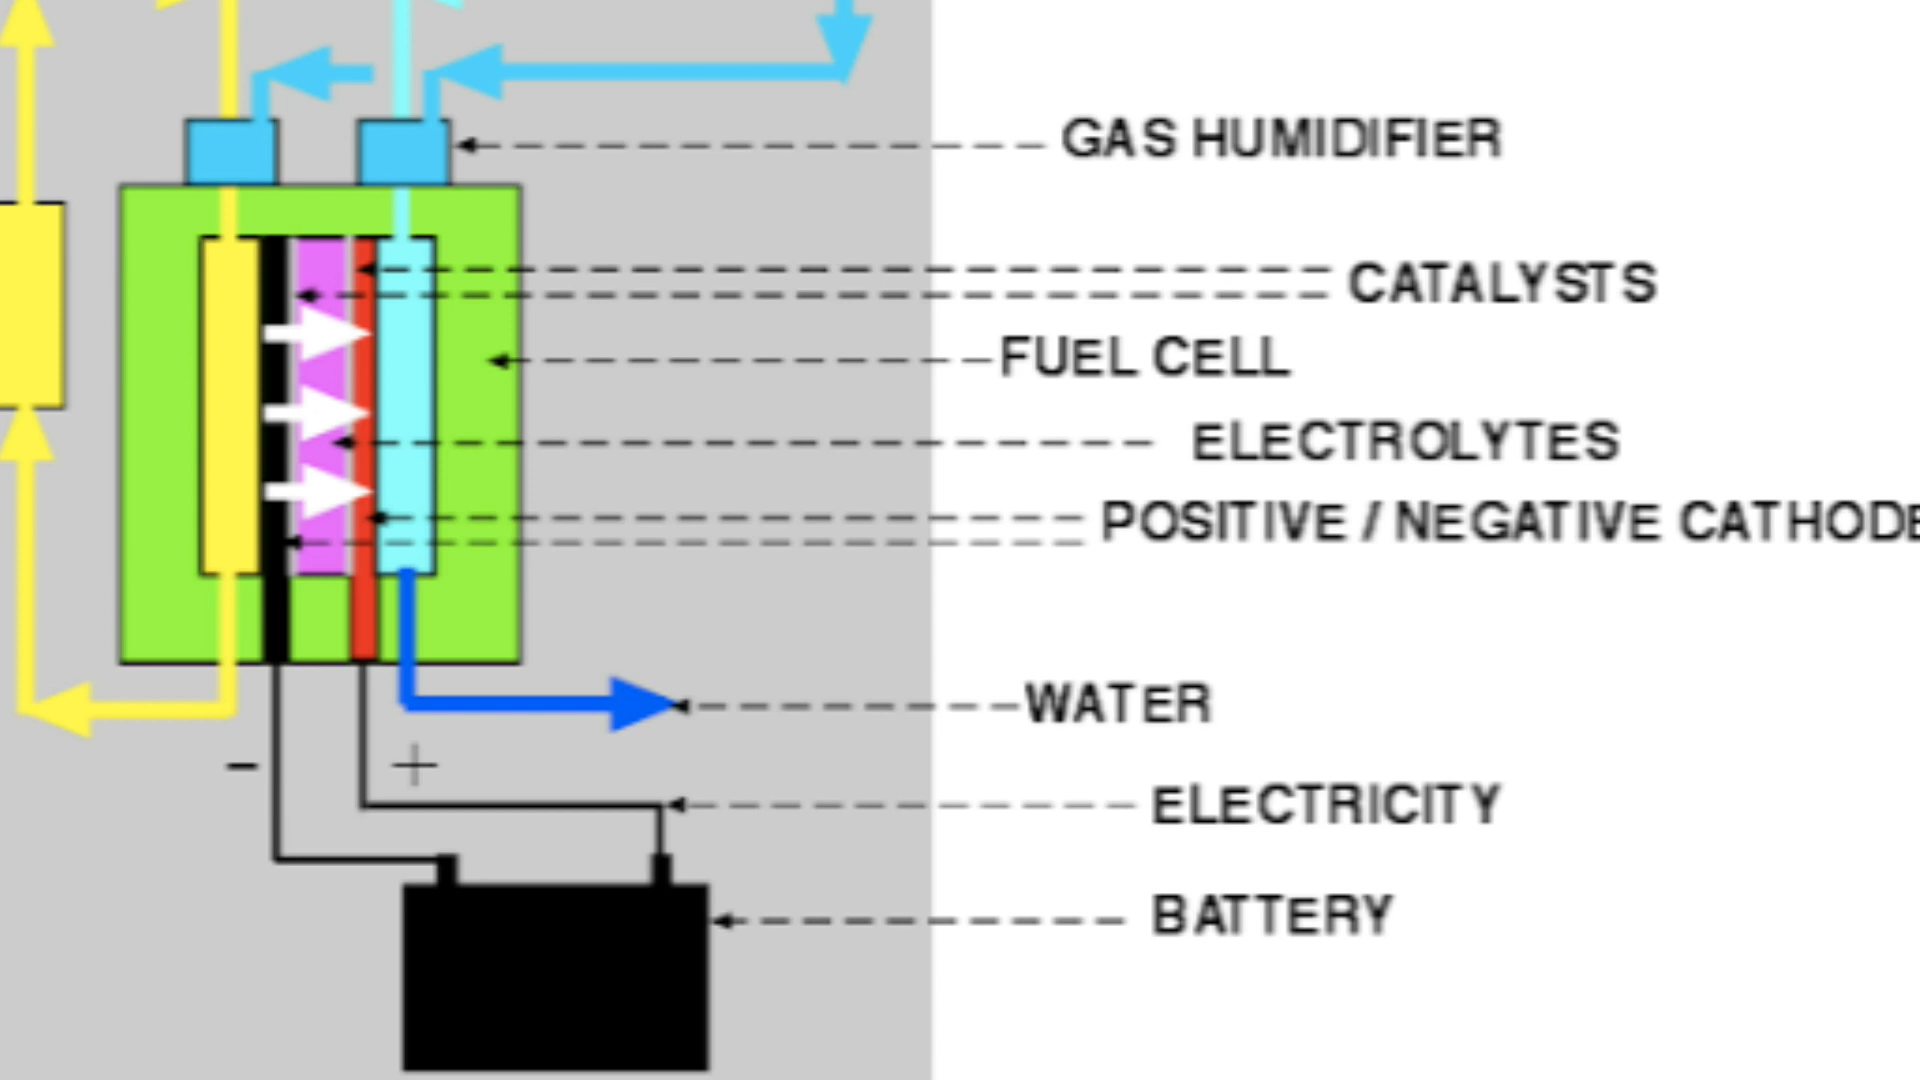 GAS HUMIDIFIER
CATALYSTS
FUEL CELL
ELECTROLYTES
POSITIVE / NEGATIVE CATHODE
WATER
- +
ELECTRICITY
BATTERY